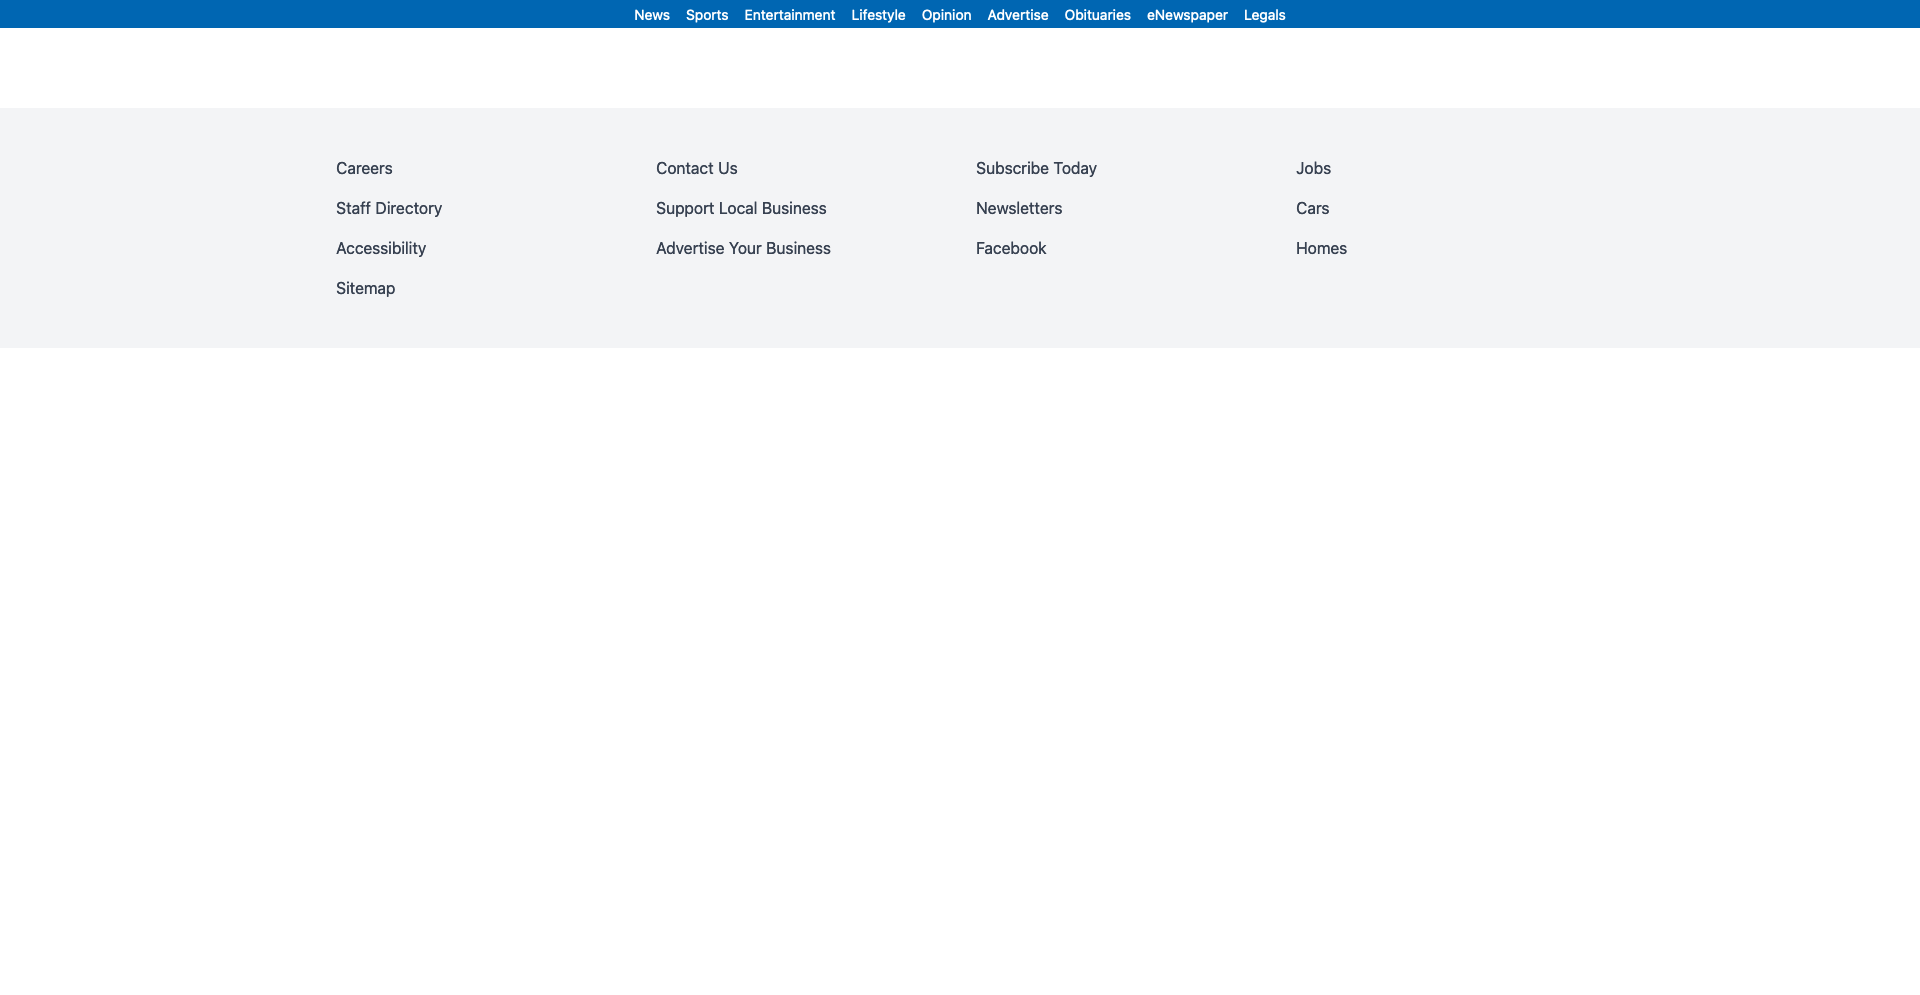 News Sports Entertainment Lifestyle Opinion Advertise Obituaries eNewspaper Legals
Careers
Staff Directory
Accessibility
Sitemap
Contact Us
Support Local Business
Advertise Your Business
Subscribe Today
Newsletters
Facebook
Jobs
Cars
Homes